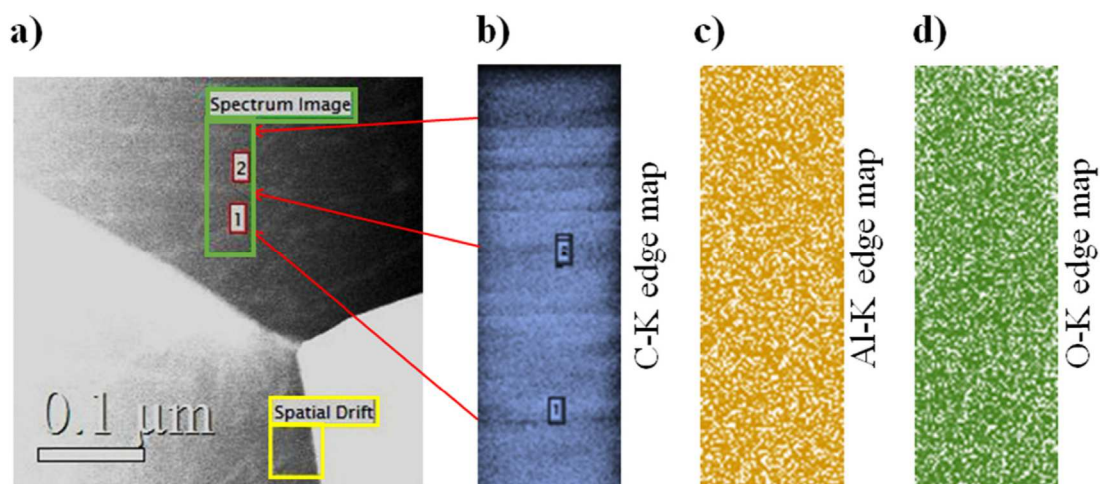 a)
b)
c)
d)
Spectrum Image
2
1
0.1 μm
Spatial Drift
2
1
C-K edge map
Al-K edge map
O-K edge map